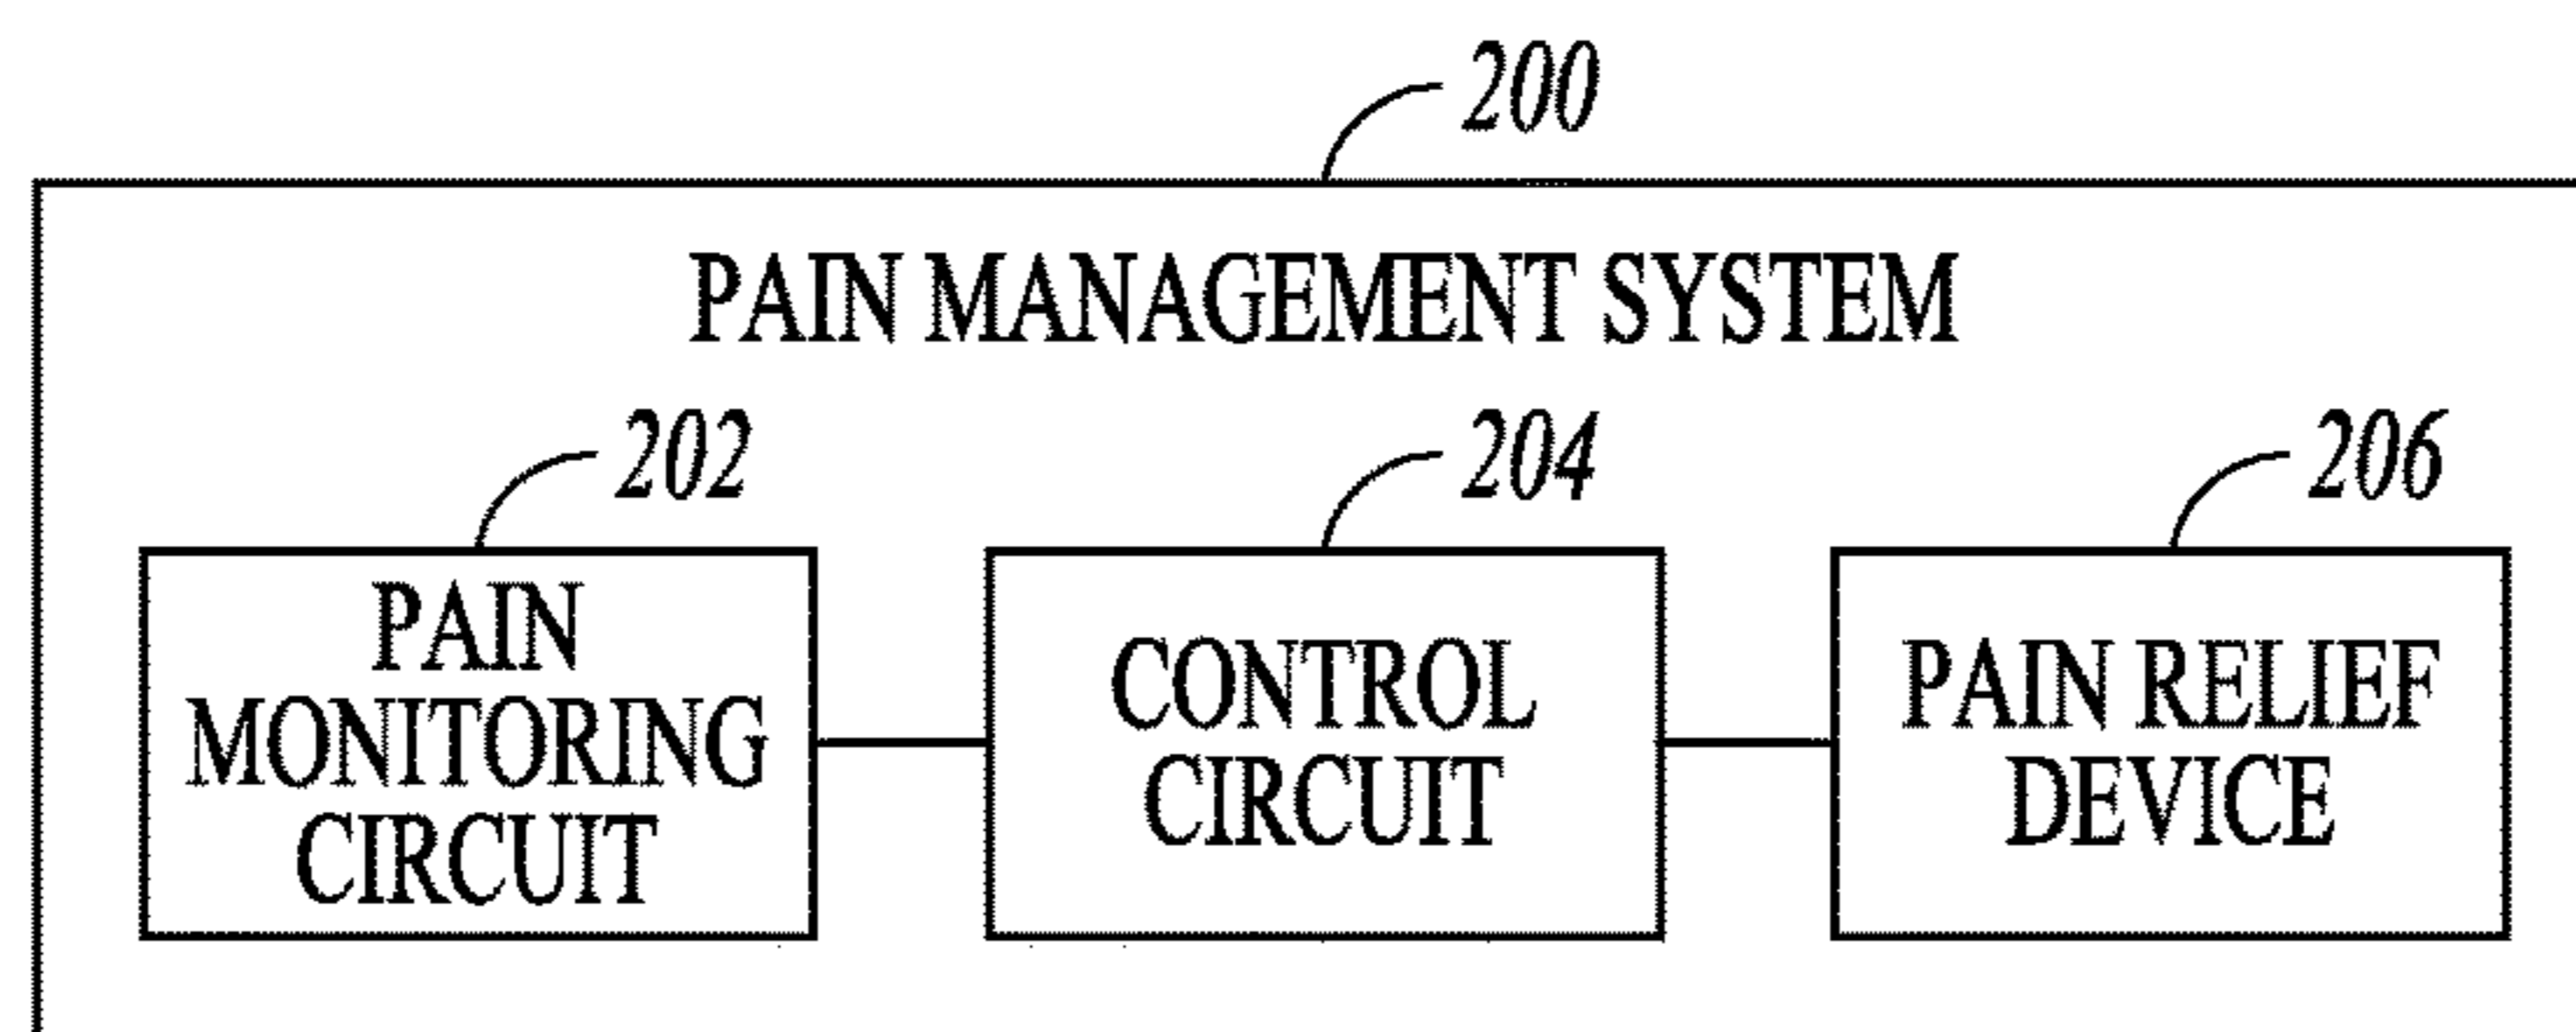 200
PAIN MANAGEMENT SYSTEM
202
204
206
PAIN
MONITORING
CIRCUIT
CONTROL
CIRCUIT
PAIN RELIEF
DEVICE